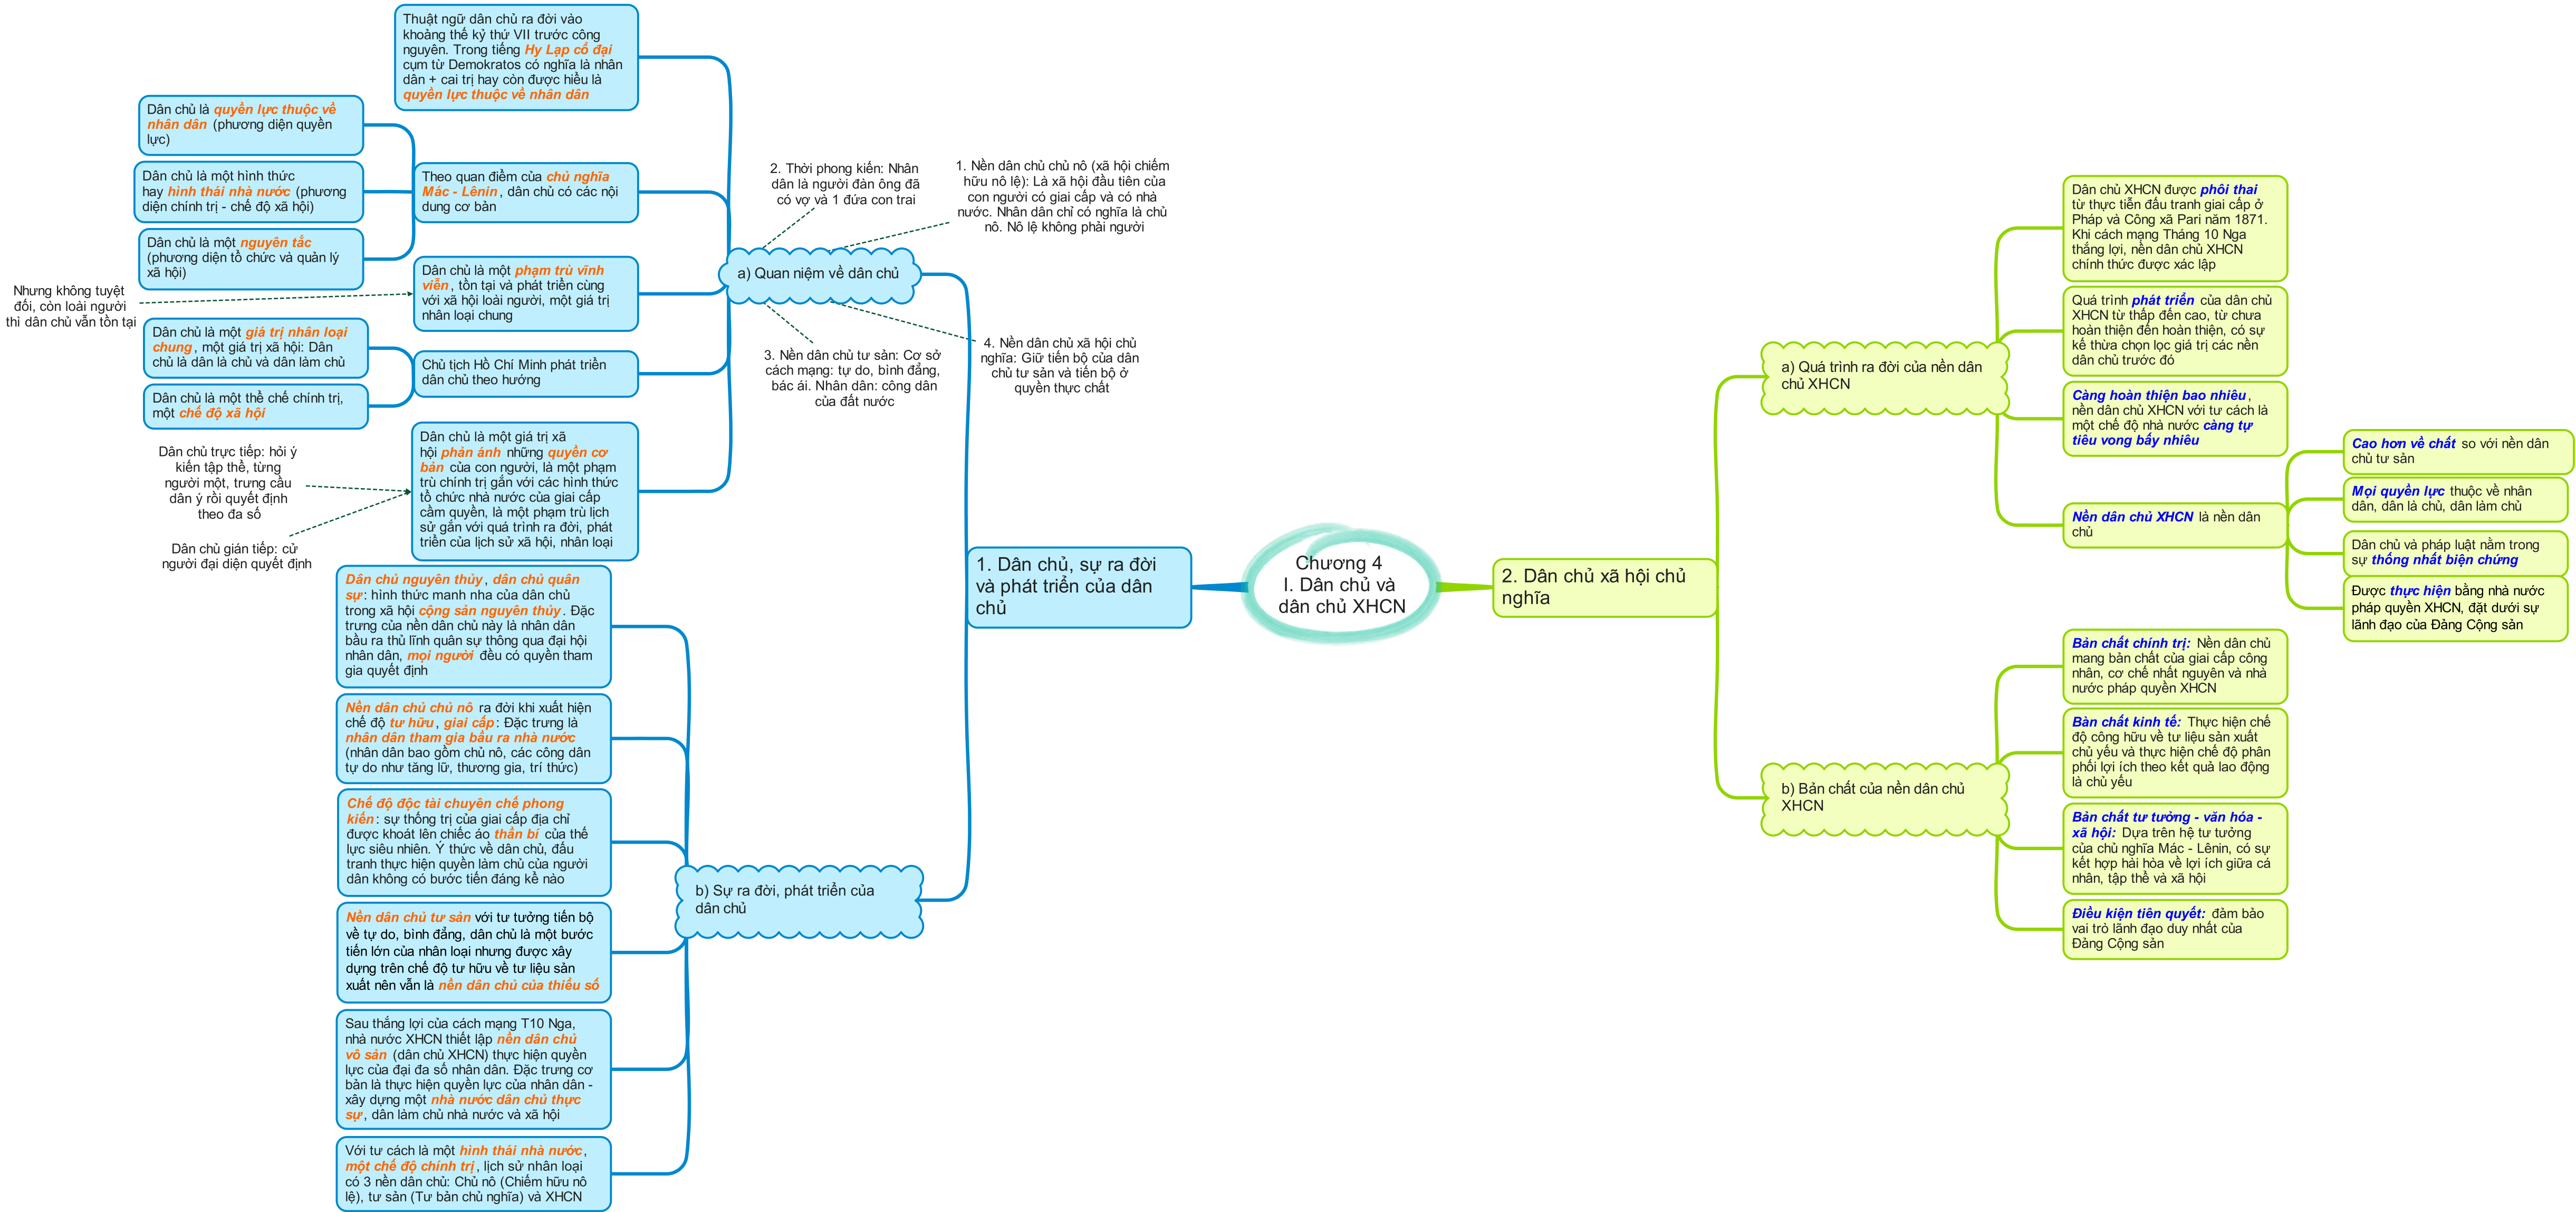 Chương 4
I. Dân chủ và
dân chủ XHCN
1. Dân chủ, sự ra đời
và phát triển của dân
chủ
a) Quan niệm về dân chủ
1. Nền dân chủ chủ nô (xã hội chiếm
hữu nô lệ): Là xã hội đầu tiên của
con người có giai cấp và có nhà
nước. Nhân dân chỉ có nghĩa là chủ
nô. Nô lệ không phải người
2. Thời phong kiến: Nhân
dân là người đàn ông đã
có vợ và 1 đứa con trai
3. Nền dân chủ tư sản: Cơ sở
cách mạng: tự do, bình đẳng,
bác ái. Nhân dân: công dân
của đất nước
4. Nền dân chủ xã hội chủ
nghĩa: Giữ tiến bộ của dân
chủ tư sản và tiến bộ ở
quyền thực chất
Thuật ngữ dân chủ ra đời vào
khoảng thế kỷ thứ VII trước công
nguyên. Trong tiếng Hy Lạp cổ đại
cụm từ Demokratos có nghĩa là nhân
dân + cai trị hay còn được hiểu là
quyền lực thuộc về nhân dân
Theo quan điểm của chủ nghĩa
Mác - Lênin, dân chủ có các nội
dung cơ bản
Dân chủ là quyền lực thuộc về
nhân dân (phương diện quyền
lực)
Dân chủ là một hình thức
hay hình thái nhà nước (phương
diện chính trị - chế độ xã hội)
Dân chủ là một nguyên tắc
(phương diện tổ chức và quản lý
xã hội)
Dân chủ là một phạm trù vĩnh
viễn, tồn tại và phát triển cùng
với xã hội loài người, một giá trị
nhân loại chung
Nhưng không tuyệt
đối, còn loài người
thì dân chủ vẫn tồn tại
Chủ tịch Hồ Chí Minh phát triển
dân chủ theo hướng
Dân chủ là một giá trị nhân loại
chung, một giá trị xã hội: Dân
chủ là dân là chủ và dân làm chủ
Dân chủ là một thể chế chính trị,
một chế độ xã hội
Dân chủ là một giá trị xã
hội phản ánh những quyền cơ
bản của con người, là một phạm
trù chính trị gắn với các hình thức
tổ chức nhà nước của giai cấp
cầm quyền, là một phạm trù lịch
sử gắn với quá trình ra đời, phát
triển của lịch sử xã hội, nhân loại
Dân chủ trực tiếp: hỏi ý
kiến tập thể, từng
người một, trưng cầu
dân ý rồi quyết định
theo đa số
Dân chủ gián tiếp: cử
người đại diện quyết định
b) Sự ra đời, phát triển của
dân chủ
Dân chủ nguyên thủy, dân chủ quân
sự: hình thức manh nha của dân chủ
trong xã hội cộng sản nguyên thủy. Đặc
trưng của nền dân chủ này là nhân dân
bầu ra thủ lĩnh quân sự thông qua đại hội
nhân dân, mọi người đều có quyền tham
gia quyết định
Nền dân chủ chủ nô ra đời khi xuất hiện
chế độ tư hữu, giai cấp: Đặc trưng là
nhân dân tham gia bầu ra nhà nước
(nhân dân bao gồm chủ nô, các công dân
tự do như tăng lữ, thương gia, trí thức)
Chế độ độc tài chuyên chế phong
kiến: sự thống trị của giai cấp địa chỉ
được khoát lên chiếc áo thần bí của thế
lực siêu nhiên. Ý thức về dân chủ, đấu
tranh thực hiện quyền làm chủ của người
dân không có bước tiến đáng kể nào
Nền dân chủ tư sản với tư tưởng tiến bộ
về tự do, bình đẳng, dân chủ là một bước
tiến lớn của nhân loại nhưng được xây
dựng trên chế độ tư hữu về tư liệu sản
xuất nên vẫn là nền dân chủ của thiểu số
Sau thắng lợi của cách mạng T10 Nga,
nhà nước XHCN thiết lập nền dân chủ
vô sản (dân chủ XHCN) thực hiện quyền
lực của đại đa số nhân dân. Đặc trưng cơ
bản là thực hiện quyền lực của nhân dân -
xây dựng một nhà nước dân chủ thực
sự, dân làm chủ nhà nước và xã hội
Với tư cách là một hình thái nhà nước,
một chế độ chính trị, lịch sử nhân loại
có 3 nền dân chủ: Chủ nô (Chiếm hữu nô
lệ), tư sản (Tư bản chủ nghĩa) và XHCN
2. Dân chủ xã hội chủ
nghĩa
a) Quá trình ra đời của nền dân
chủ XHCN
Dân chủ XHCN được phôi thai
từ thực tiễn đấu tranh giai cấp ở
Pháp và Công xã Pari năm 1871.
Khi cách mạng Tháng 10 Nga
thắng lợi, nền dân chủ XHCN
chính thức được xác lập
Quá trình phát triển của dân chủ
XHCN từ thấp đến cao, từ chưa
hoàn thiện đến hoàn thiện, có sự
kế thừa chọn lọc giá trị các nền
dân chủ trước đó
Càng hoàn thiện bao nhiêu,
nền dân chủ XHCN với tư cách là
một chế độ nhà nước càng tự
tiêu vong bấy nhiêu
Nền dân chủ XHCN là nền dân
chủ
Cao hơn về chất so với nền dân
chủ tư sản
Mọi quyền lực thuộc về nhân
dân, dân là chủ, dân làm chủ
Dân chủ và pháp luật nằm trong
sự thống nhất biện chứng
Được thực hiện bằng nhà nước
pháp quyền XHCN, đặt dưới sự
lãnh đạo của Đảng Cộng sản
b) Bản chất của nền dân chủ
XHCN
Bản chất chính trị: Nền dân chủ
mang bản chất của giai cấp công
nhân, cơ chế nhất nguyên và nhà
nước pháp quyền XHCN
Bản chất kinh tế: Thực hiện chế
độ công hữu về tư liệu sản xuất
chủ yếu và thực hiện chế độ phân
phối lợi ích theo kết quả lao động
là chủ yếu
Bản chất tư tưởng - văn hóa -
xã hội: Dựa trên hệ tư tưởng
của chủ nghĩa Mác - Lênin, có sự
kết hợp hài hòa về lợi ích giữa cá
nhân, tập thể và xã hội
Điều kiện tiên quyết: đảm bảo
vai trò lãnh đạo duy nhất của
Đảng Cộng sản